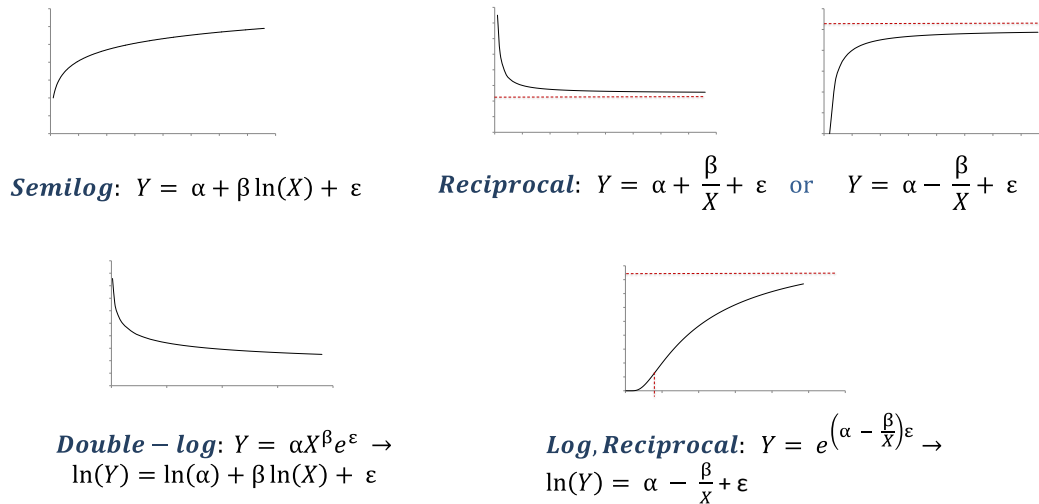 Semilog: Y = α + β ln(X) + ε
Reciprocal: Y = α + β/X + ε or Y = α − β/X + ε
Double − log: Y = αX^β e^ε →
ln(Y) = ln(α) + β ln(X) + ε
Log, Reciprocal: Y = e^(α − β/X)ε →
ln(Y) = α − β/X + ε